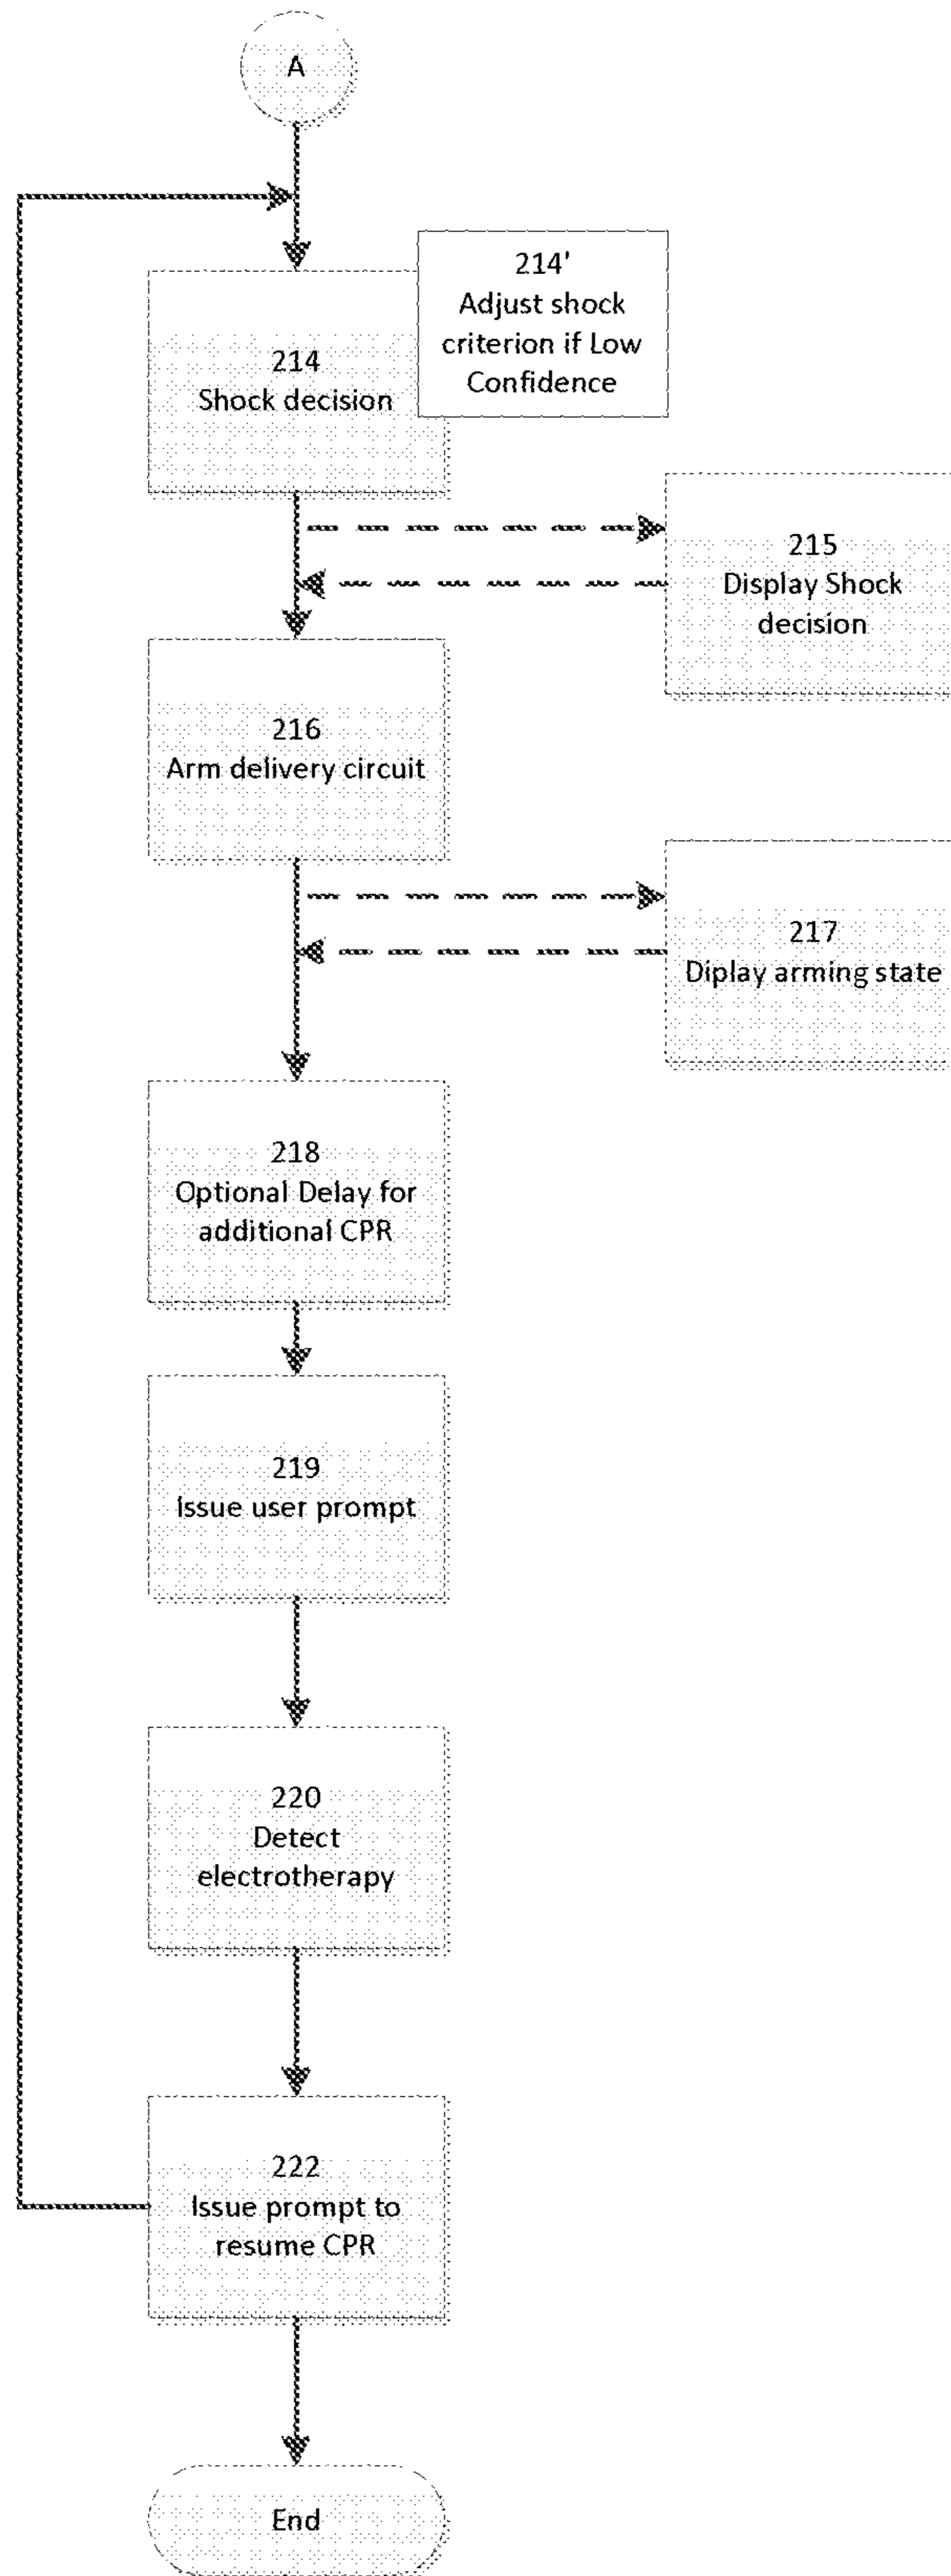 A
214'
Adjust shock
criterion if Low
Confidence
214
Shock decision
215
Display Shock
decision
216
Arm delivery circuit
217
Diplay arming state
218
Optional Delay for
additional CPR
219
Issue user prompt
220
Detect
electrotherapy
222
Issue prompt to
resume CPR
End